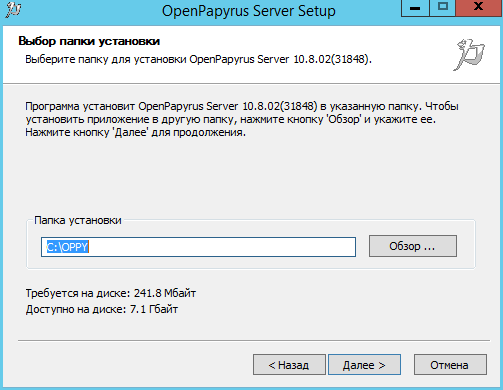 OpenPapyrus Server Setup
Выбор папки установки
Выберите папку для установки OpenPapyrus Server 10.8.02(31848).
Программа установит OpenPapyrus Server 10.8.02(31848) в указанную папку. Чтобы
установить приложение в другую папку, нажмите кнопку 'Обзор' и укажите ее.
Нажмите кнопку 'Далее' для продолжения.
Папка установки
C:\OPPY
Обзор ...
Требуется на диске: 241.8 Мбайт
Доступно на диске: 7.1 Гбайт
< Назад
Далее >
Отмена